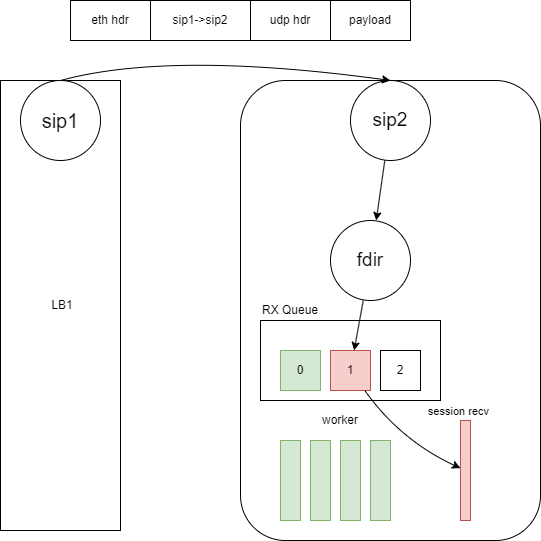 eth hdr
sip1->sip2
udp hdr
payload
sip1
sip2
fdir
LB1
RX Queue
0
1
2
session recv
worker